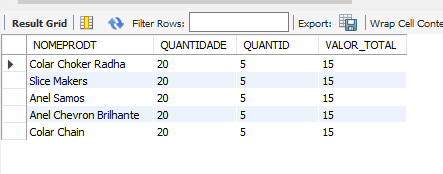 Result Grid Filter Rows: Export: Wrap Cell Conte
NOMEPRODT QUANTIDADE QUANTID VALOR_TOTAL
Colar Choker Radha 20 5 15
Slice Makers 20 5 15
Anel Samos 20 5 15
Anel Chevron Brilhante 20 5 15
Colar Chain 20 5 15